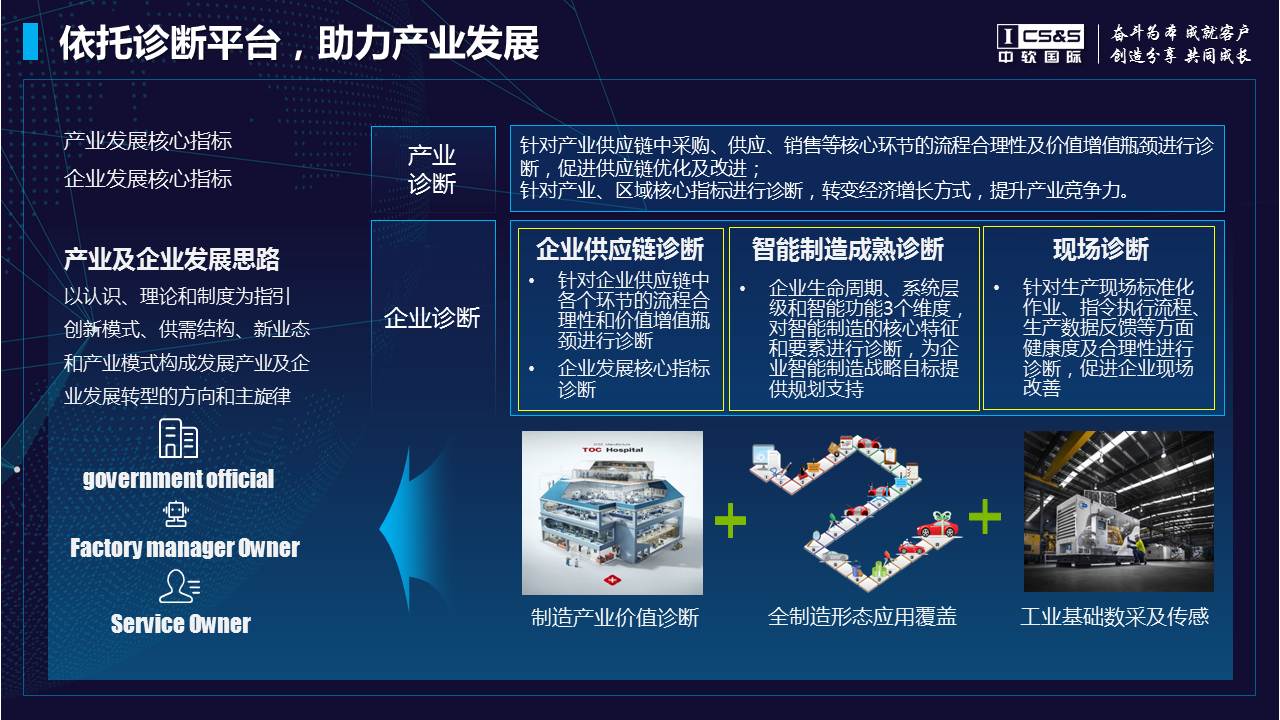 依托诊断平台，助力产业发展
ICS&S
中软国际
奋斗为本 成就客户
创造分享 共同成长
产业发展核心指标
企业发展核心指标
产业及企业发展思路
以认识、理论和制度为指引
创新模式、供需结构、新业态
和产业模式构成发展产业及企
业发展转型的方向和主旋律
government official
Factory manager Owner
Service Owner
产业
诊断
针对产业供应链中采购、供应、销售等核心环节的流程合理性及价值增值瓶颈进行诊
断，促进供应链优化及改进；
针对产业、区域核心指标进行诊断，转变经济增长方式，提升产业竞争力。
企业诊断
企业供应链诊断
• 针对企业供应链中
各个环节的流程合
理性和价值增值瓶
颈进行诊断
• 企业发展核心指标
诊断
智能制造成熟诊断
• 企业生命周期、系统层
级和智能功能3个维度，
对智能制造的核心特征
和要素进行诊断，为企
业智能制造战略目标提
供规划支持
现场诊断
• 针对生产现场标准化
作业、指令执行流程、
生产数据反馈等方面
健康度及合理性进行
诊断，促进企业现场
改善
TOC Hospital
制造产业价值诊断
全制造形态应用覆盖
工业基础数采及传感